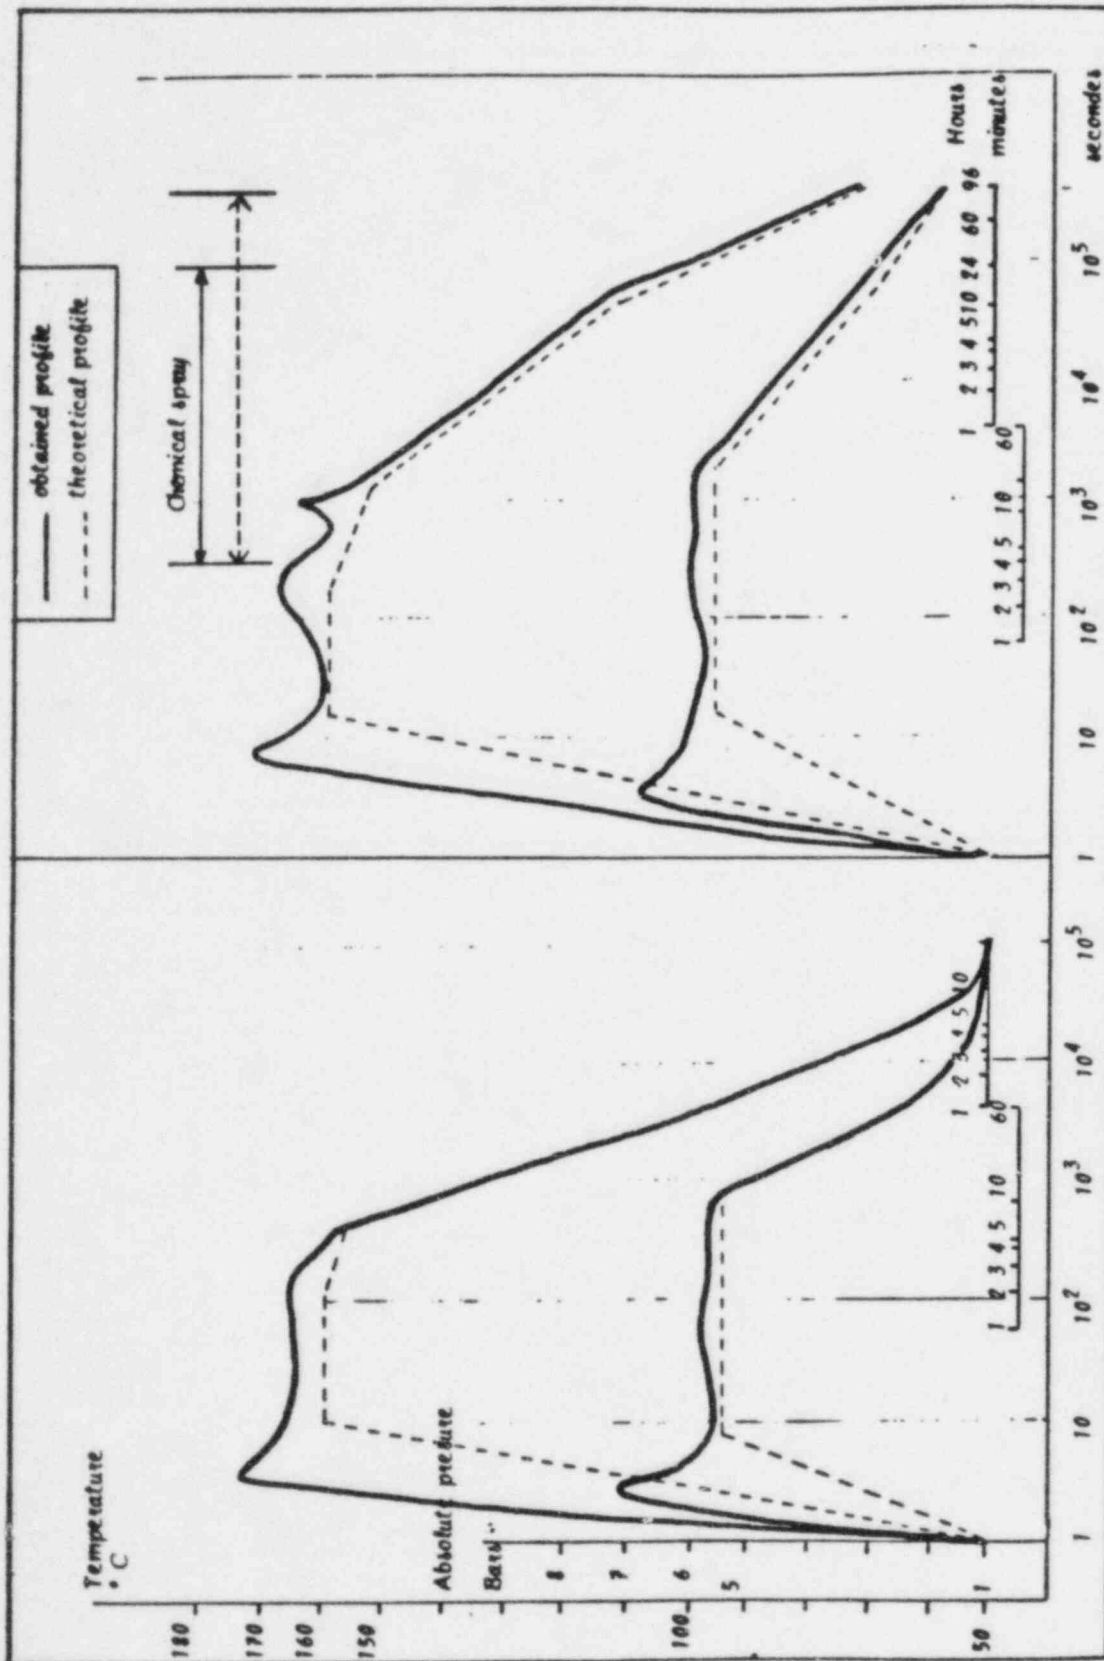 obtained profile
theoretical profile
Chemical spray
Temperature
°C
180
170
160
150
100
50
Absolute presure
Bars
8
7
6
5
1
1 2 3 4 5 10 60
1 2 3 4 5 10
1 10 10² 10³ 10⁴ 10⁵
1 2 3 4 5 10 60
1 2 3 4 5 10 24 60 96
Hours
minutes
1 10 10² 10³ 10⁴ 10⁵
secondes